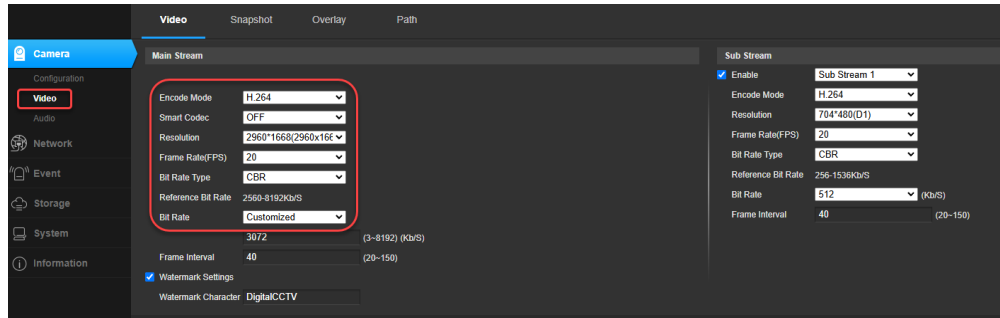 Video Snapshot Overlay Path
Camera
Configuration
Video
Audio
Network
Event
Storage
System
Information
Main Stream
Encode Mode H.264
Smart Codec OFF
Resolution 2960*1668(2960x166
Frame Rate(FPS) 20
Bit Rate Type CBR
Reference Bit Rate 2560-8192Kb/S
Bit Rate Customized
3072 (3~8192) (Kb/S)
Frame Interval 40 (20~150)
Watermark Settings
Watermark Character DigitalCCTV
Sub Stream
Enable Sub Stream 1
Encode Mode H.264
Resolution 704*480(D1)
Frame Rate(FPS) 20
Bit Rate Type CBR
Reference Bit Rate 256-1536Kb/S
Bit Rate 512 (Kb/S)
Frame Interval 40 (20~150)